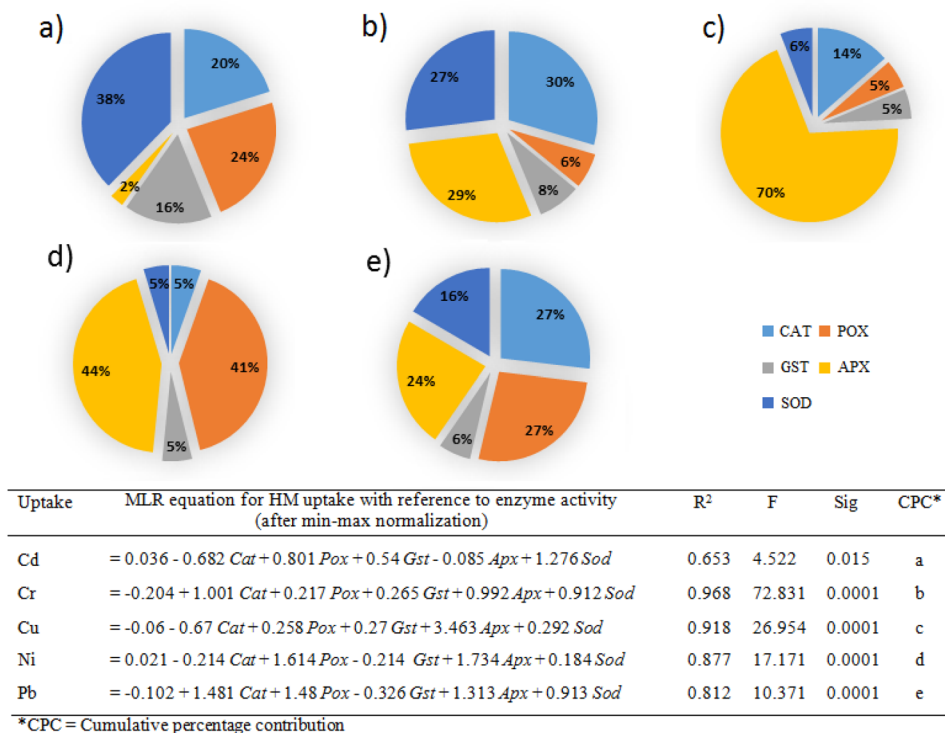 a)
20%
24%
16%
2%
38%
b)
30%
6%
8%
29%
27%
c)
14%
5%
5%
70%
6%
d)
5%
41%
5%
44%
5%
e)
27%
27%
6%
24%
16%
CAT POX
GST APX
SOD
Uptake MLR equation for HM uptake with reference to enzyme activity (after min-max normalization) R² F Sig CPC*
Cd = 0.036 - 0.682 Cat + 0.801 Pox + 0.54 Gst - 0.085 Apx + 1.276 Sod 0.653 4.522 0.015 a
Cr = -0.204 + 1.001 Cat + 0.217 Pox + 0.265 Gst + 0.992 Apx + 0.912 Sod 0.968 72.831 0.0001 b
Cu = -0.06 - 0.67 Cat + 0.258 Pox + 0.27 Gst + 3.463 Apx + 0.292 Sod 0.918 26.954 0.0001 c
Ni = 0.021 - 0.214 Cat + 1.614 Pox - 0.214 Gst + 1.734 Apx + 0.184 Sod 0.877 17.171 0.0001 d
Pb = -0.102 + 1.481 Cat + 1.48 Pox - 0.326 Gst + 1.313 Apx + 0.913 Sod 0.812 10.371 0.0001 e
*CPC = Cumulative percentage contribution